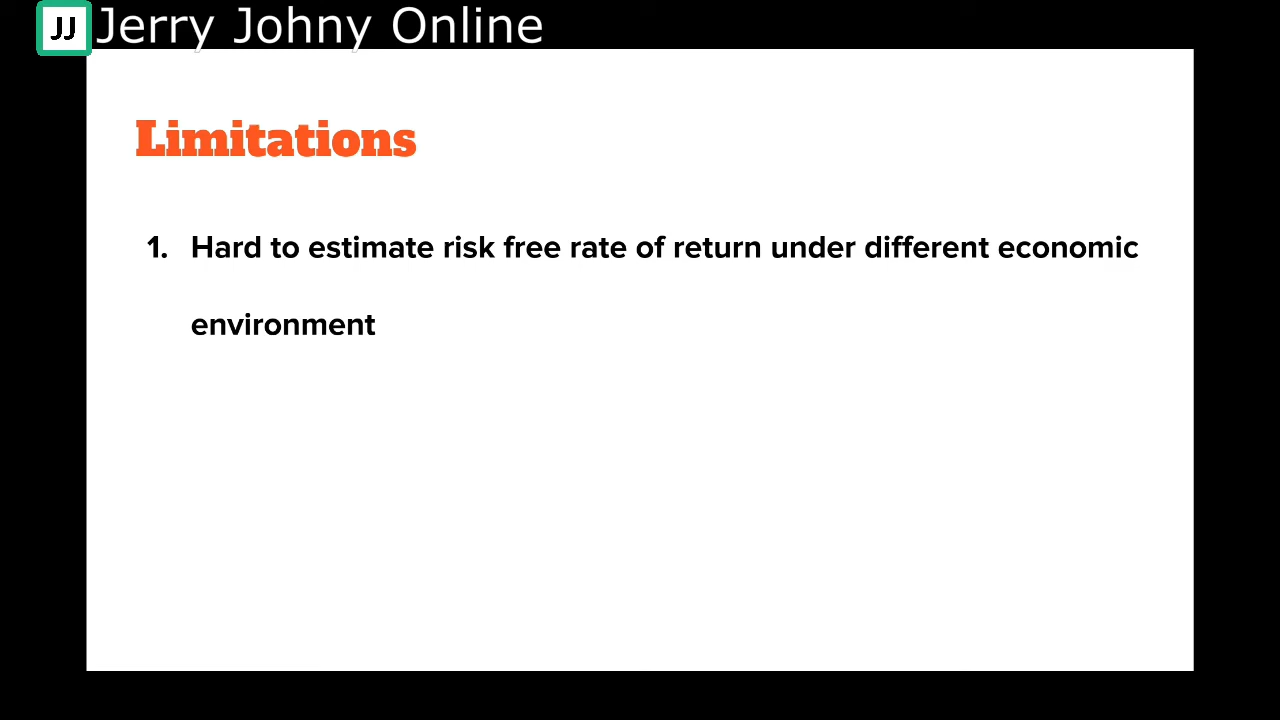 JJ Jerry Johny Online
Limitations
1. Hard to estimate risk free rate of return under different economic
environment